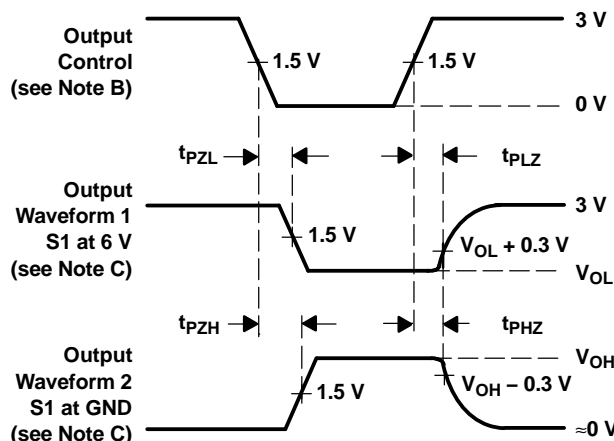 Output
Control
(see Note B)
1.5 V
1.5 V
3 V
0 V
tPZL
tPLZ
Output
Waveform 1
S1 at 6 V
(see Note C)
1.5 V
3 V
VOL + 0.3 V
VOL
tPZH
tPHZ
Output
Waveform 2
S1 at GND
(see Note C)
1.5 V
VOH
VOH – 0.3 V
≈0 V